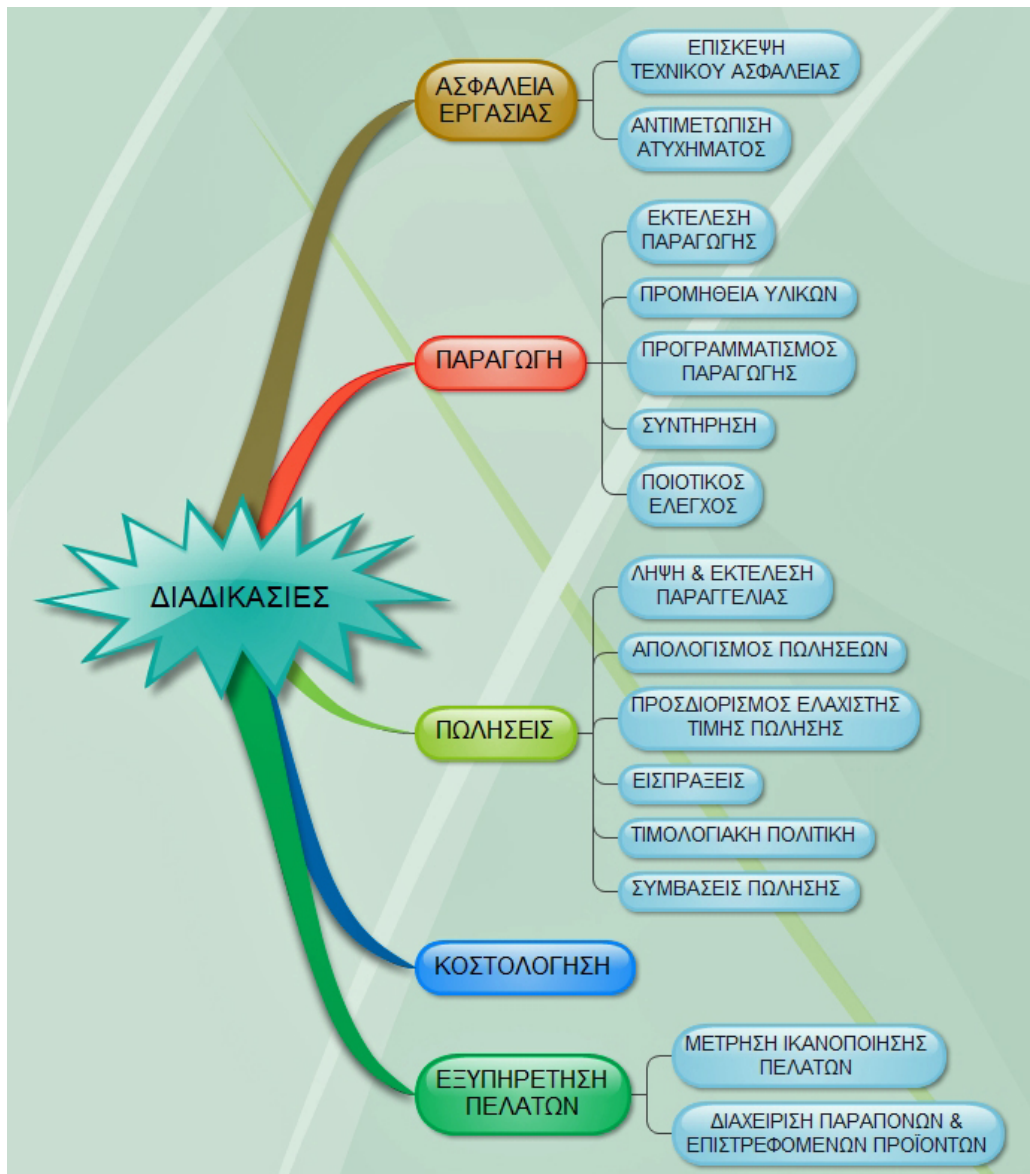 ΑΣΦΑΛΕΙΑ
ΕΡΓΑΣΙΑΣ
ΕΠΙΣΚΕΨΗ
ΤΕΧΝΙΚΟΥ ΑΣΦΑΛΕΙΑΣ
ΑΝΤΙΜΕΤΩΠΙΣΗ
ΑΤΥΧΗΜΑΤΟΣ
ΠΑΡΑΓΩΓΗ
ΕΚΤΕΛΕΣΗ
ΠΑΡΑΓΩΓΗΣ
ΠΡΟΜΗΘΕΙΑ ΥΛΙΚΩΝ
ΠΡΟΓΡΑΜΜΑΤΙΣΜΟΣ
ΠΑΡΑΓΩΓΗΣ
ΣΥΝΤΗΡΗΣΗ
ΠΟΙΟΤΙΚΟΣ
ΕΛΕΓΧΟΣ
ΔΙΑΔΙΚΑΣΙΕΣ
ΠΩΛΗΣΕΙΣ
ΛΗΨΗ & ΕΚΤΕΛΕΣΗ
ΠΑΡΑΓΓΕΛΙΑΣ
ΑΠΟΛΟΓΙΣΜΟΣ ΠΩΛΗΣΕΩΝ
ΠΡΟΣΔΙΟΡΙΣΜΟΣ ΕΛΑΧΙΣΤΗΣ
ΤΙΜΗΣ ΠΩΛΗΣΗΣ
ΕΙΣΠΡΑΞΕΙΣ
ΤΙΜΟΛΟΓΙΑΚΗ ΠΟΛΙΤΙΚΗ
ΣΥΜΒΑΣΕΙΣ ΠΩΛΗΣΗΣ
ΚΟΣΤΟΛΟΓΗΣΗ
ΕΞΥΠΗΡΕΤΗΣΗ
ΠΕΛΑΤΩΝ
ΜΕΤΡΗΣΗ ΙΚΑΝΟΠΟΙΗΣΗΣ
ΠΕΛΑΤΩΝ
ΔΙΑΧΕΙΡΙΣΗ ΠΑΡΑΠΟΝΩΝ &
ΕΠΙΣΤΡΕΦΟΜΕΝΩΝ ΠΡΟΪΟΝΤΩΝ